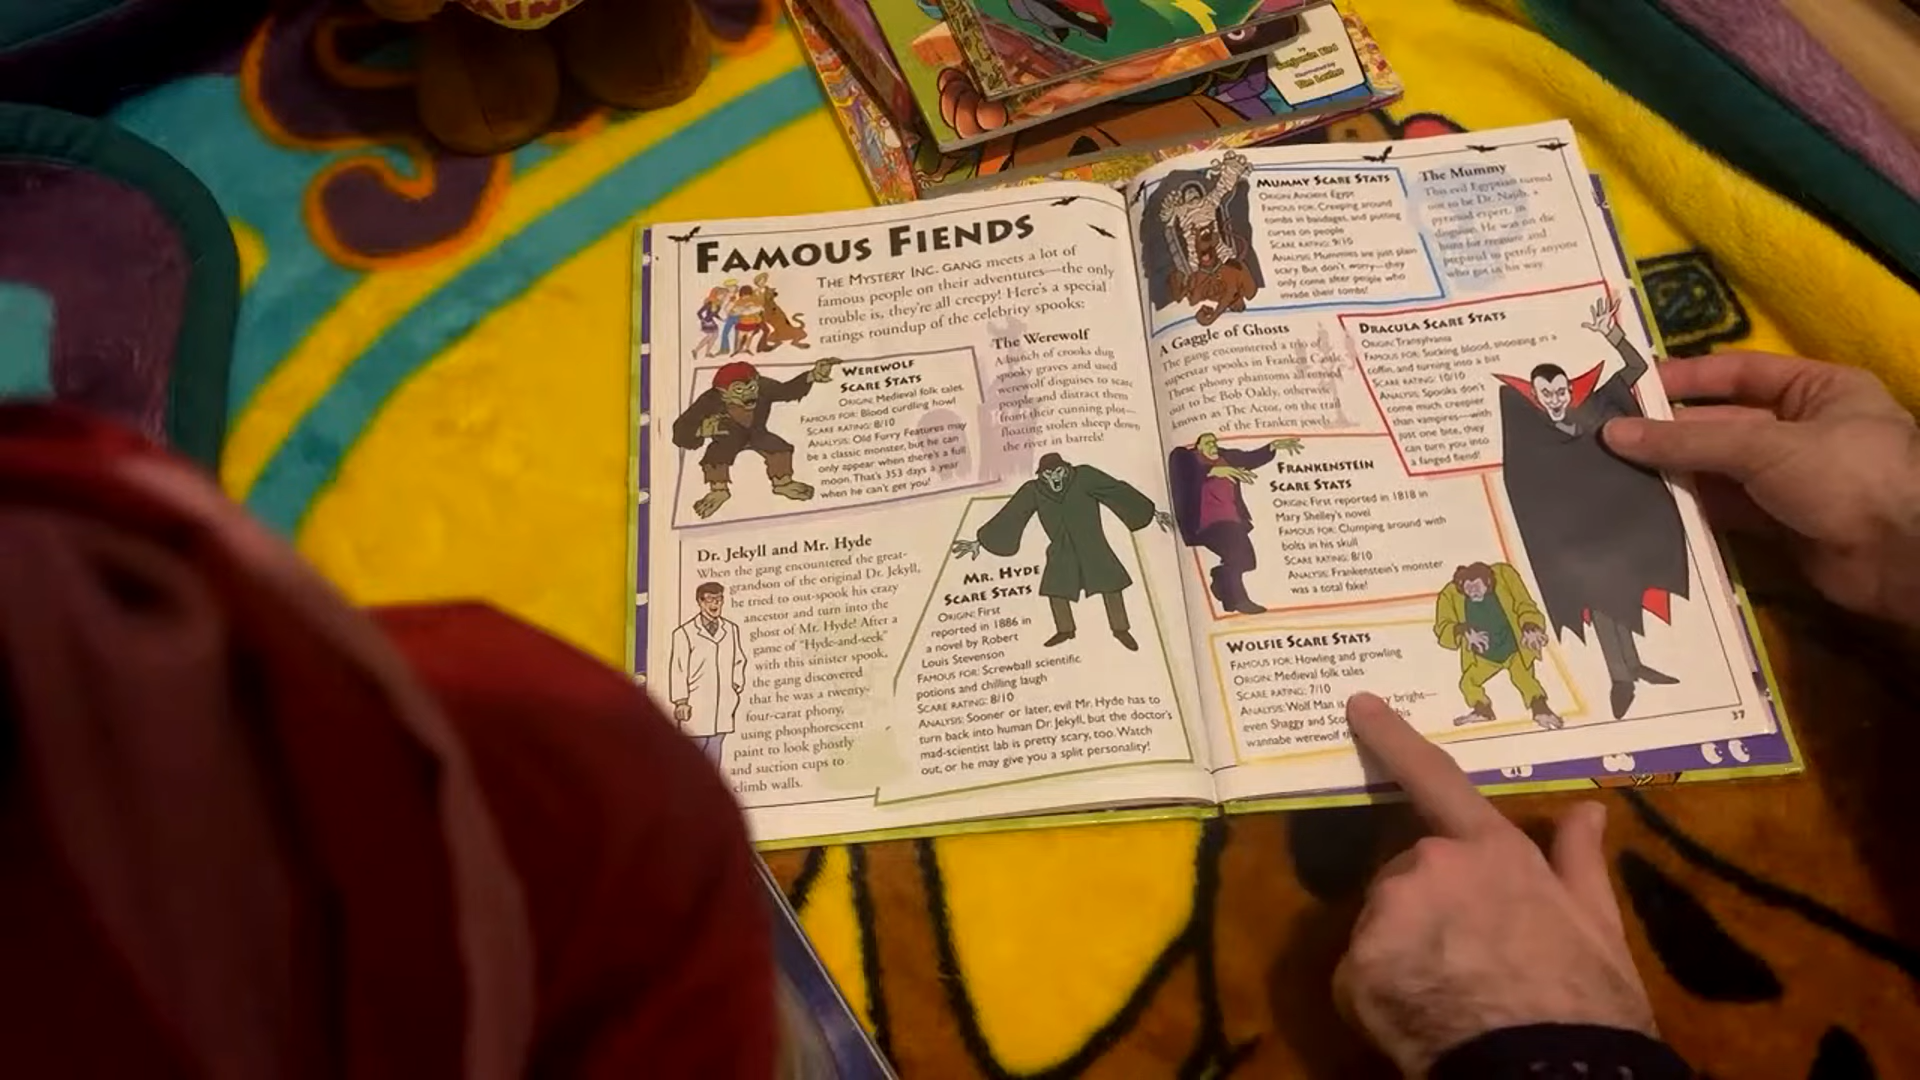 by
Benjamin Bird
illustrated by
FAMOUS FIENDS
THE MYSTERY INC. GANG meets a lot of
famous people on their adventures—the only
trouble is, they're all creepy! Here's a special
ratings roundup of the celebrity spooks:
WEREWOLF
SCARE STATS
ORIGIN: Medieval folk tales
FAMOUS FOR: Blood curdling howl
SCARE RATING: 8/10
ANALYSIS: Old Furry Features may
be a classic monster, but he can
only appear when there's a full
moon. That's 353 days a year
when he can't get you!
The Werewolf
A bunch of crooks dug
spooky graves and used
werewolf disguises to scare
people and distract them
from their cunning plot—
floating stolen sheep down
the river in barrels!
Dr. Jekyll and Mr. Hyde
When the gang encountered the great-
grandson of the original Dr. Jekyll,
he tried to out-spook his crazy
ancestor and turn into the
ghost of Mr. Hyde! After a
game of "Hyde-and-seek"
with this sinister spook,
the gang discovered
that he was a twenty-
four-carat phony,
using phosphorescent
paint to look ghostly
and suction cups to
climb walls.
MR. HYDE
SCARE STATS
ORIGIN: First
reported in 1886 in
a novel by Robert
Louis Stevenson
FAMOUS FOR: Screwball scientific
potions and chilling laugh
SCARE RATING: 8/10
ANALYSIS: Sooner or later, evil Mr. Hyde has to
turn back into human Dr. Jekyll, but the doctor's
mad-scientist lab is pretty scary, too. Watch
out, or he may give you a split personality!
MUMMY SCARE STATS
ORIGIN: Ancient Egypt
FAMOUS FOR: Creeping around
tombs in bandages, and putting
curses on people
SCARE RATING: 9/10
ANALYSIS: Mummies are just plain
scary. But don't worry—they
only come after people who
invade their tombs!
The Mummy
This evil Egyptian turned
out to be Dr. Najib, a
pyramid expert, in
disguise. He was on the
hunt for treasure and
prepared to petrify anyone
who got in his way.
A Gaggle of Ghosts
The gang encountered a trio of
superstar spooks in Franken Castle.
These phony phantoms all turned
out to be Bob Oakly, otherwise
known as The Actor, on the trail
of the Franken jewels.
DRACULA SCARE STATS
ORIGIN: Transylvania
FAMOUS FOR: Sucking blood, snoozing in a
coffin, and turning into a bat
SCARE RATING: 10/10
ANALYSIS: Spooks don't
come much creepier
than vampires—with
just one bite, they
can turn you into
a fanged fiend!
FRANKENSTEIN
SCARE STATS
ORIGIN: First reported in 1818 in
Mary Shelley's novel
FAMOUS FOR: Clumping around with
bolts in his skull
SCARE RATING: 8/10
ANALYSIS: Frankenstein's monster
was a total fake!
WOLFIE SCARE STATS
FAMOUS FOR: Howling and growling
ORIGIN: Medieval folk tales
SCARE RATING: 7/10
ANALYSIS: Wolf Man is bright—
even Shaggy and this
wannabe werewolf
37